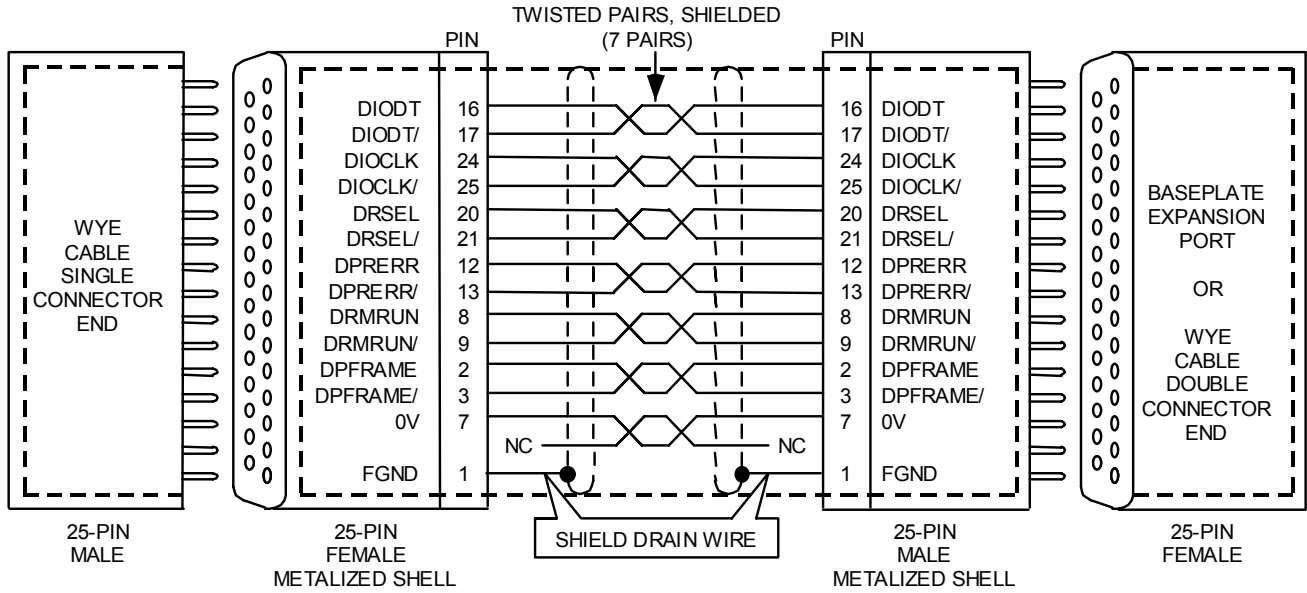 TWISTED PAIRS, SHIELDED
(7 PAIRS)
PIN
PIN
DIODT 16
16 DIODT
DIODT/ 17
17 DIODT/
DIOCLK 24
24 DIOCLK
DIOCLK/ 25
25 DIOCLK/
DRSEL 20
20 DRSEL
DRSEL/ 21
21 DRSEL/
DPRERR 12
12 DPRERR
DPRERR/ 13
13 DPRERR/
DRMRUN 8
8 DRMRUN
DRMRUN/ 9
9 DRMRUN/
DPFRAME 2
2 DPFRAME
DPFRAME/ 3
3 DPFRAME/
0V 7
7 0V
NC
NC
FGND 1
1 FGND
WYE
CABLE
SINGLE
CONNECTOR
END
BASEPLATE
EXPANSION
PORT
OR
WYE
CABLE
DOUBLE
CONNECTOR
END
SHIELD DRAIN WIRE
25-PIN
MALE
25-PIN
FEMALE
METALIZED SHELL
25-PIN
MALE
METALIZED SHELL
25-PIN
FEMALE